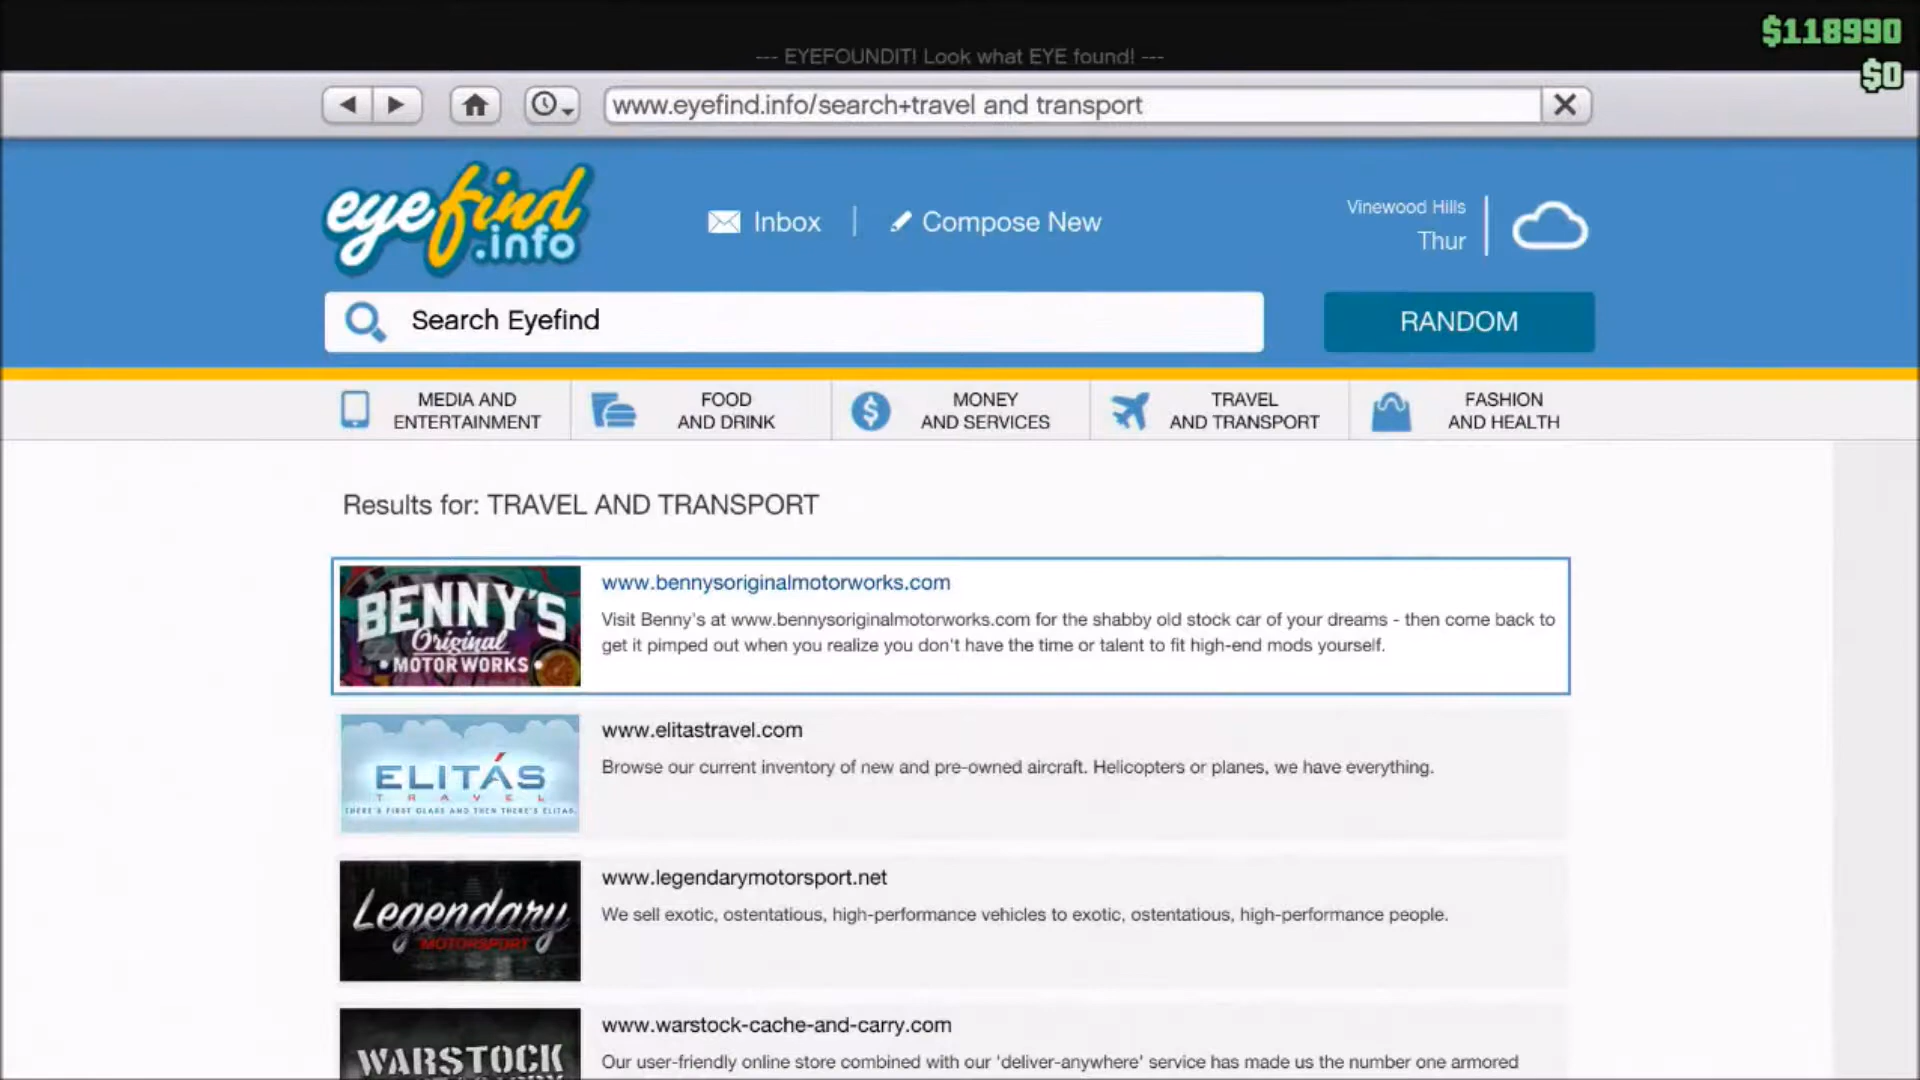 $118990
--- EYEFOUNDIT! Look what EYE found! ---
$0
www.eyefind.info/search+travel and transport
eyefind
.info
Inbox
Compose New
Vinewood Hills
Thur
Search Eyefind
RANDOM
MEDIA AND
ENTERTAINMENT
FOOD
AND DRINK
MONEY
AND SERVICES
TRAVEL
AND TRANSPORT
FASHION
AND HEALTH
Results for: TRAVEL AND TRANSPORT
BENNY'S
Original
MOTORWORKS
www.bennysoriginalmotorworks.com
Visit Benny's at www.bennysoriginalmotorworks.com for the shabby old stock car of your dreams - then come back to
get it pimped out when you realize you don't have the time or talent to fit high-end mods yourself.
ELITÁS
TRAVEL
THERE'S FIRST CLASS AND THEN THERE'S ELITAS
www.elitastravel.com
Browse our current inventory of new and pre-owned aircraft. Helicopters or planes, we have everything.
Legendary
MOTORSPORT
www.legendarymotorsport.net
We sell exotic, ostentatious, high-performance vehicles to exotic, ostentatious, high-performance people.
WARSTOCK
www.warstock-cache-and-carry.com
Our user-friendly online store combined with our 'deliver-anywhere' service has made us the number one armored